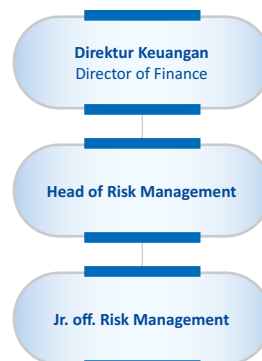 Direktur Keuangan
Director of Finance
Head of Risk Management
Jr. off. Risk Management